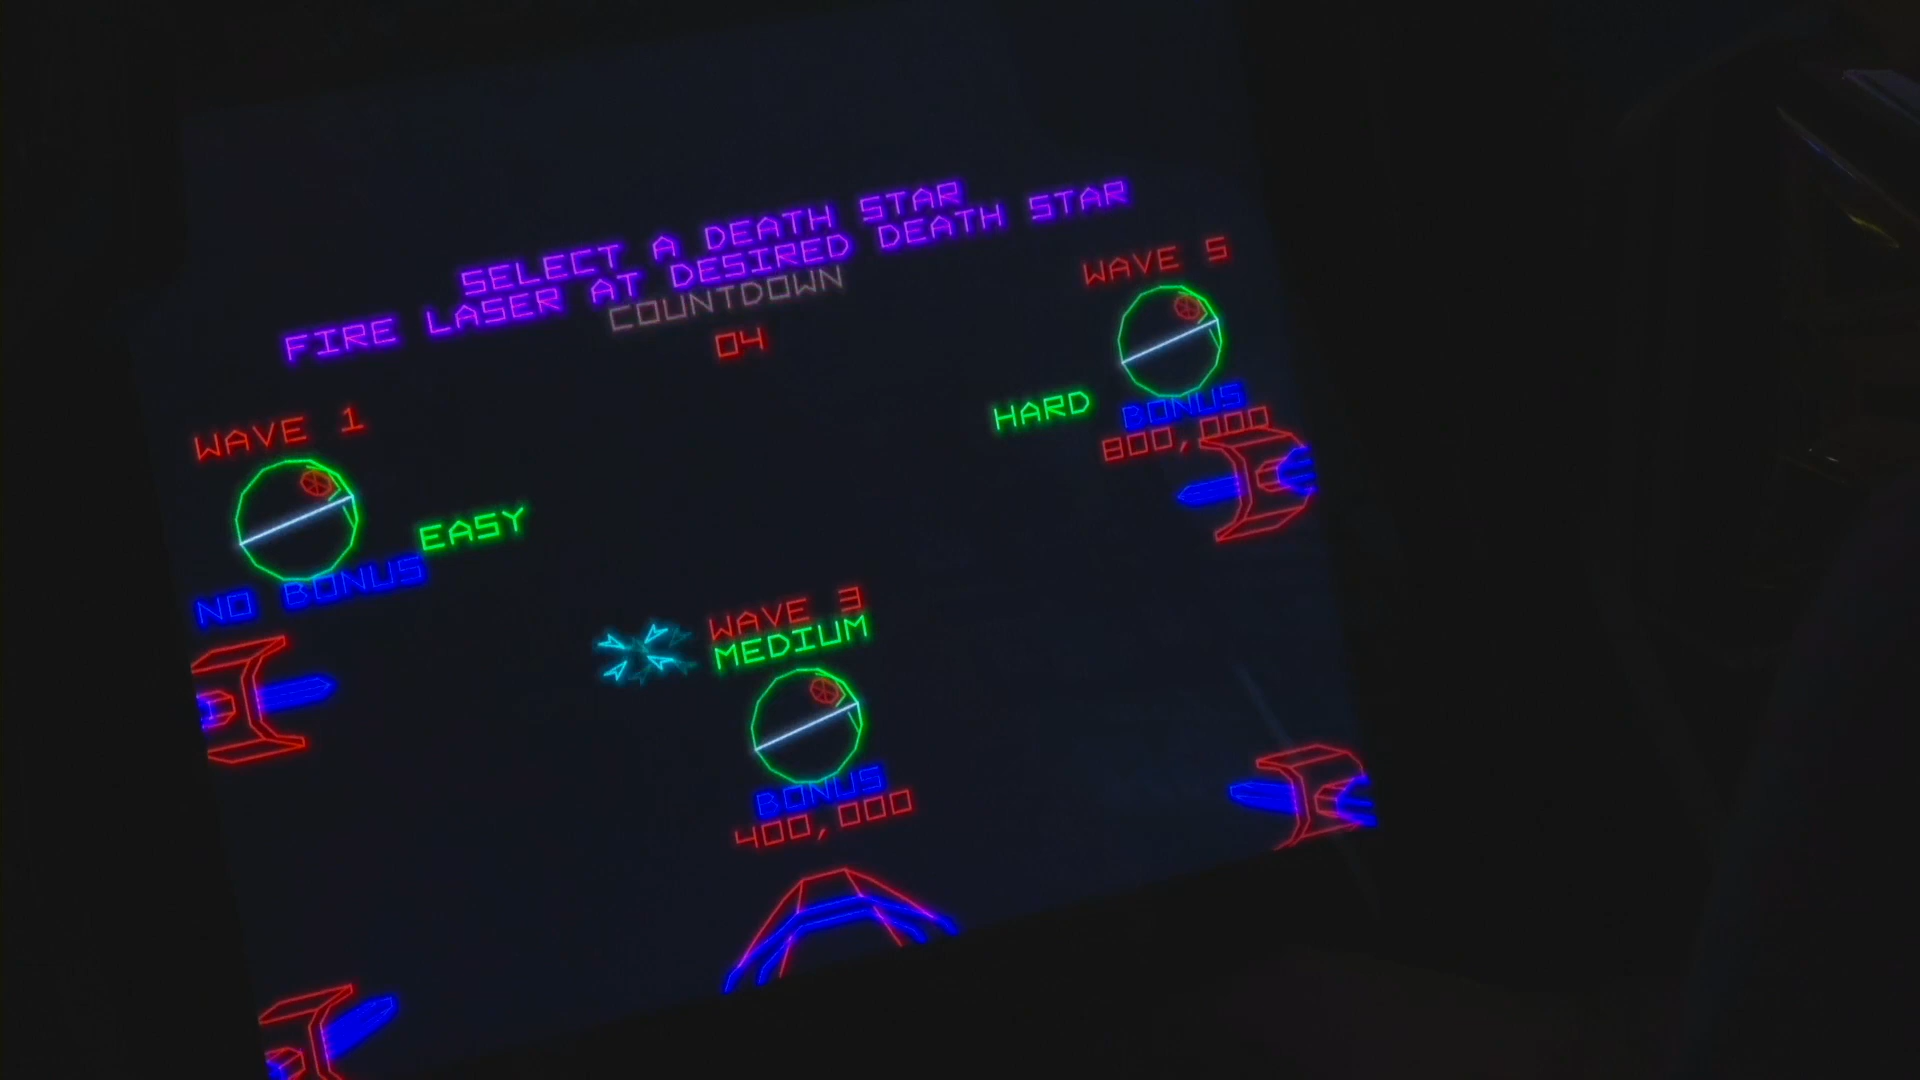 SELECT A DEATH STAR
FIRE LASER AT DESIRED DEATH STAR
COUNTDOWN
04
WAVE 1
EASY
NO BONUS
WAVE 3
MEDIUM
BONUS
400,000
WAVE 5
HARD
BONUS
800,000